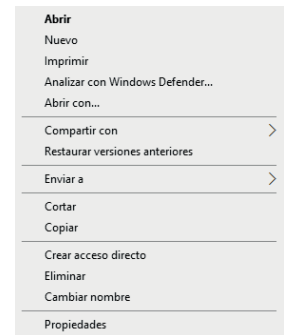 Abrir
Nuevo
Imprimir
Analizar con Windows Defender...
Abrir con...
Compartir con
Restaurar versiones anteriores
Enviar a
Cortar
Copiar
Crear acceso directo
Eliminar
Cambiar nombre
Propiedades